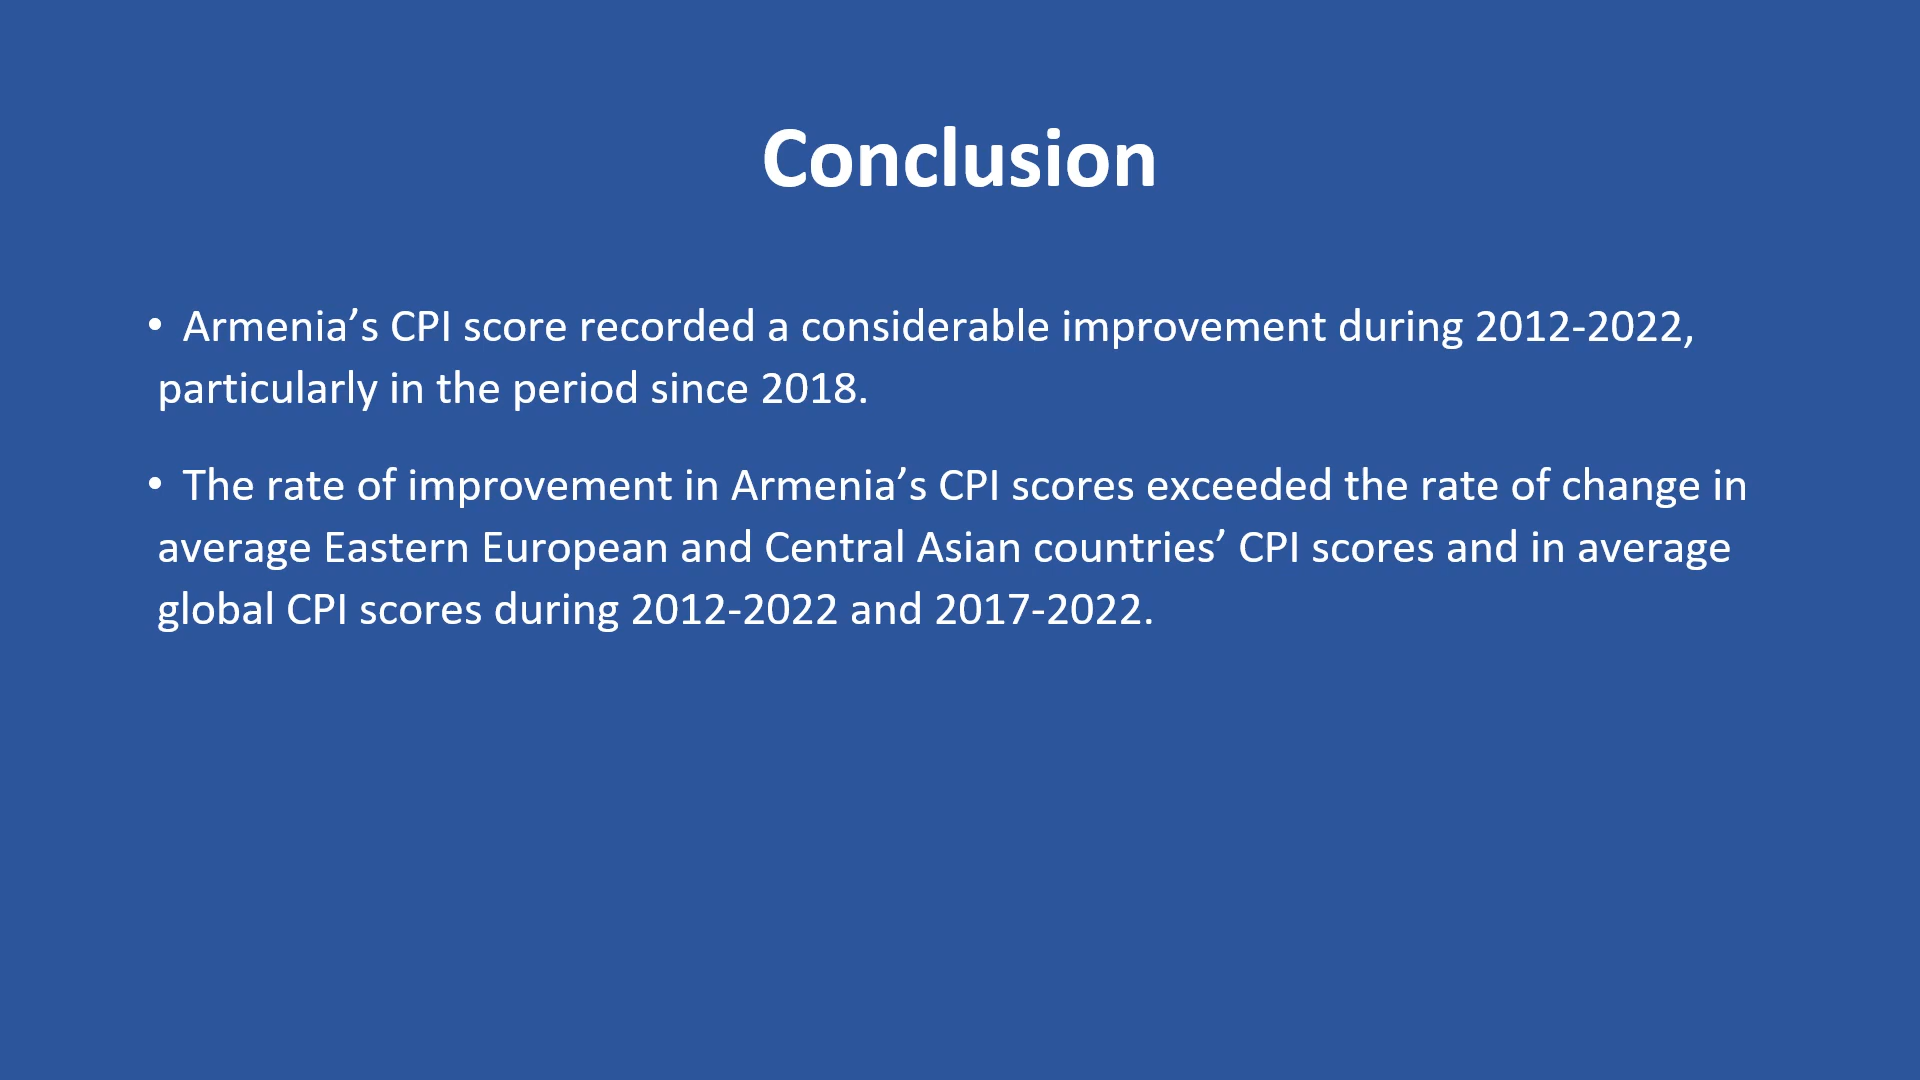 Conclusion
• Armenia’s CPI score recorded a considerable improvement during 2012-2022,
particularly in the period since 2018.
• The rate of improvement in Armenia’s CPI scores exceeded the rate of change in
average Eastern European and Central Asian countries’ CPI scores and in average
global CPI scores during 2012-2022 and 2017-2022.